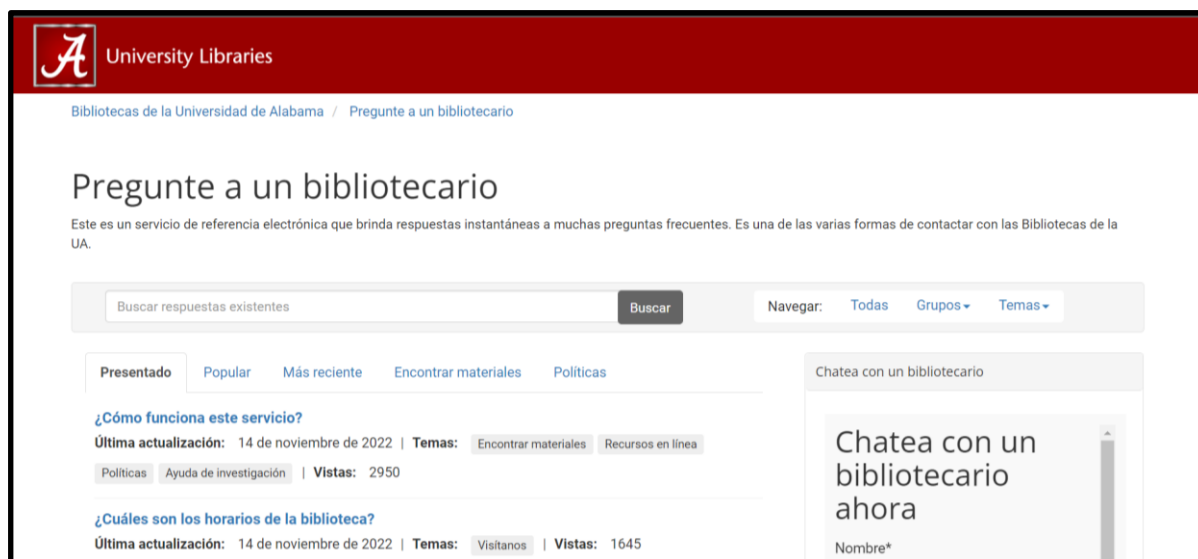 A University Libraries
Bibliotecas de la Universidad de Alabama / Pregunte a un bibliotecario
Pregunte a un bibliotecario
Este es un servicio de referencia electrónica que brinda respuestas instantáneas a muchas preguntas frecuentes. Es una de las varias formas de contactar con las Bibliotecas de la
UA.
Buscar respuestas existentes Buscar Navegar: Todas Grupos Temas
Presentado Popular Más reciente Encontrar materiales Políticas
¿Cómo funciona este servicio?
Última actualización: 14 de noviembre de 2022 | Temas: Encontrar materiales Recursos en línea
Políticas Ayuda de investigación | Vistas: 2950
¿Cuáles son los horarios de la biblioteca?
Última actualización: 14 de noviembre de 2022 | Temas: Visítanos | Vistas: 1645
Chatea con un bibliotecario
Chatea con un
bibliotecario
ahora
Nombre*